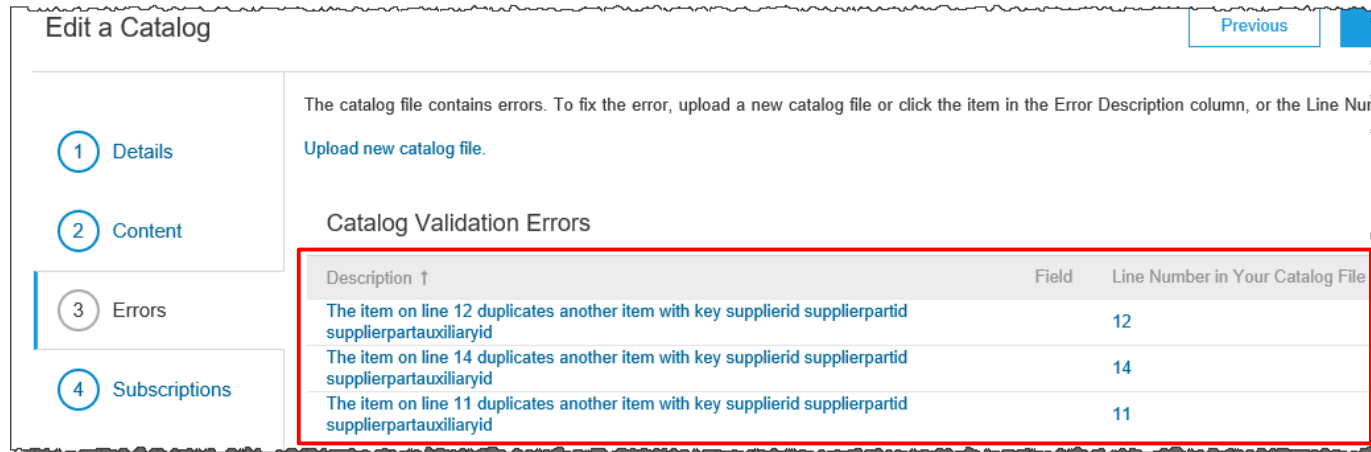 Edit a Catalog
Previous
The catalog file contains errors. To fix the error, upload a new catalog file or click the item in the Error Description column, or the Line
Upload new catalog file.
1 Details
2 Content
3 Errors
4 Subscriptions
Catalog Validation Errors
Description ↑ Field Line Number in Your Catalog File
The item on line 12 duplicates another item with key supplierid supplierpartid
supplierpartauxiliaryid
12
The item on line 14 duplicates another item with key supplierid supplierpartid
supplierpartauxiliaryid
14
The item on line 11 duplicates another item with key supplierid supplierpartid
supplierpartauxiliaryid
11